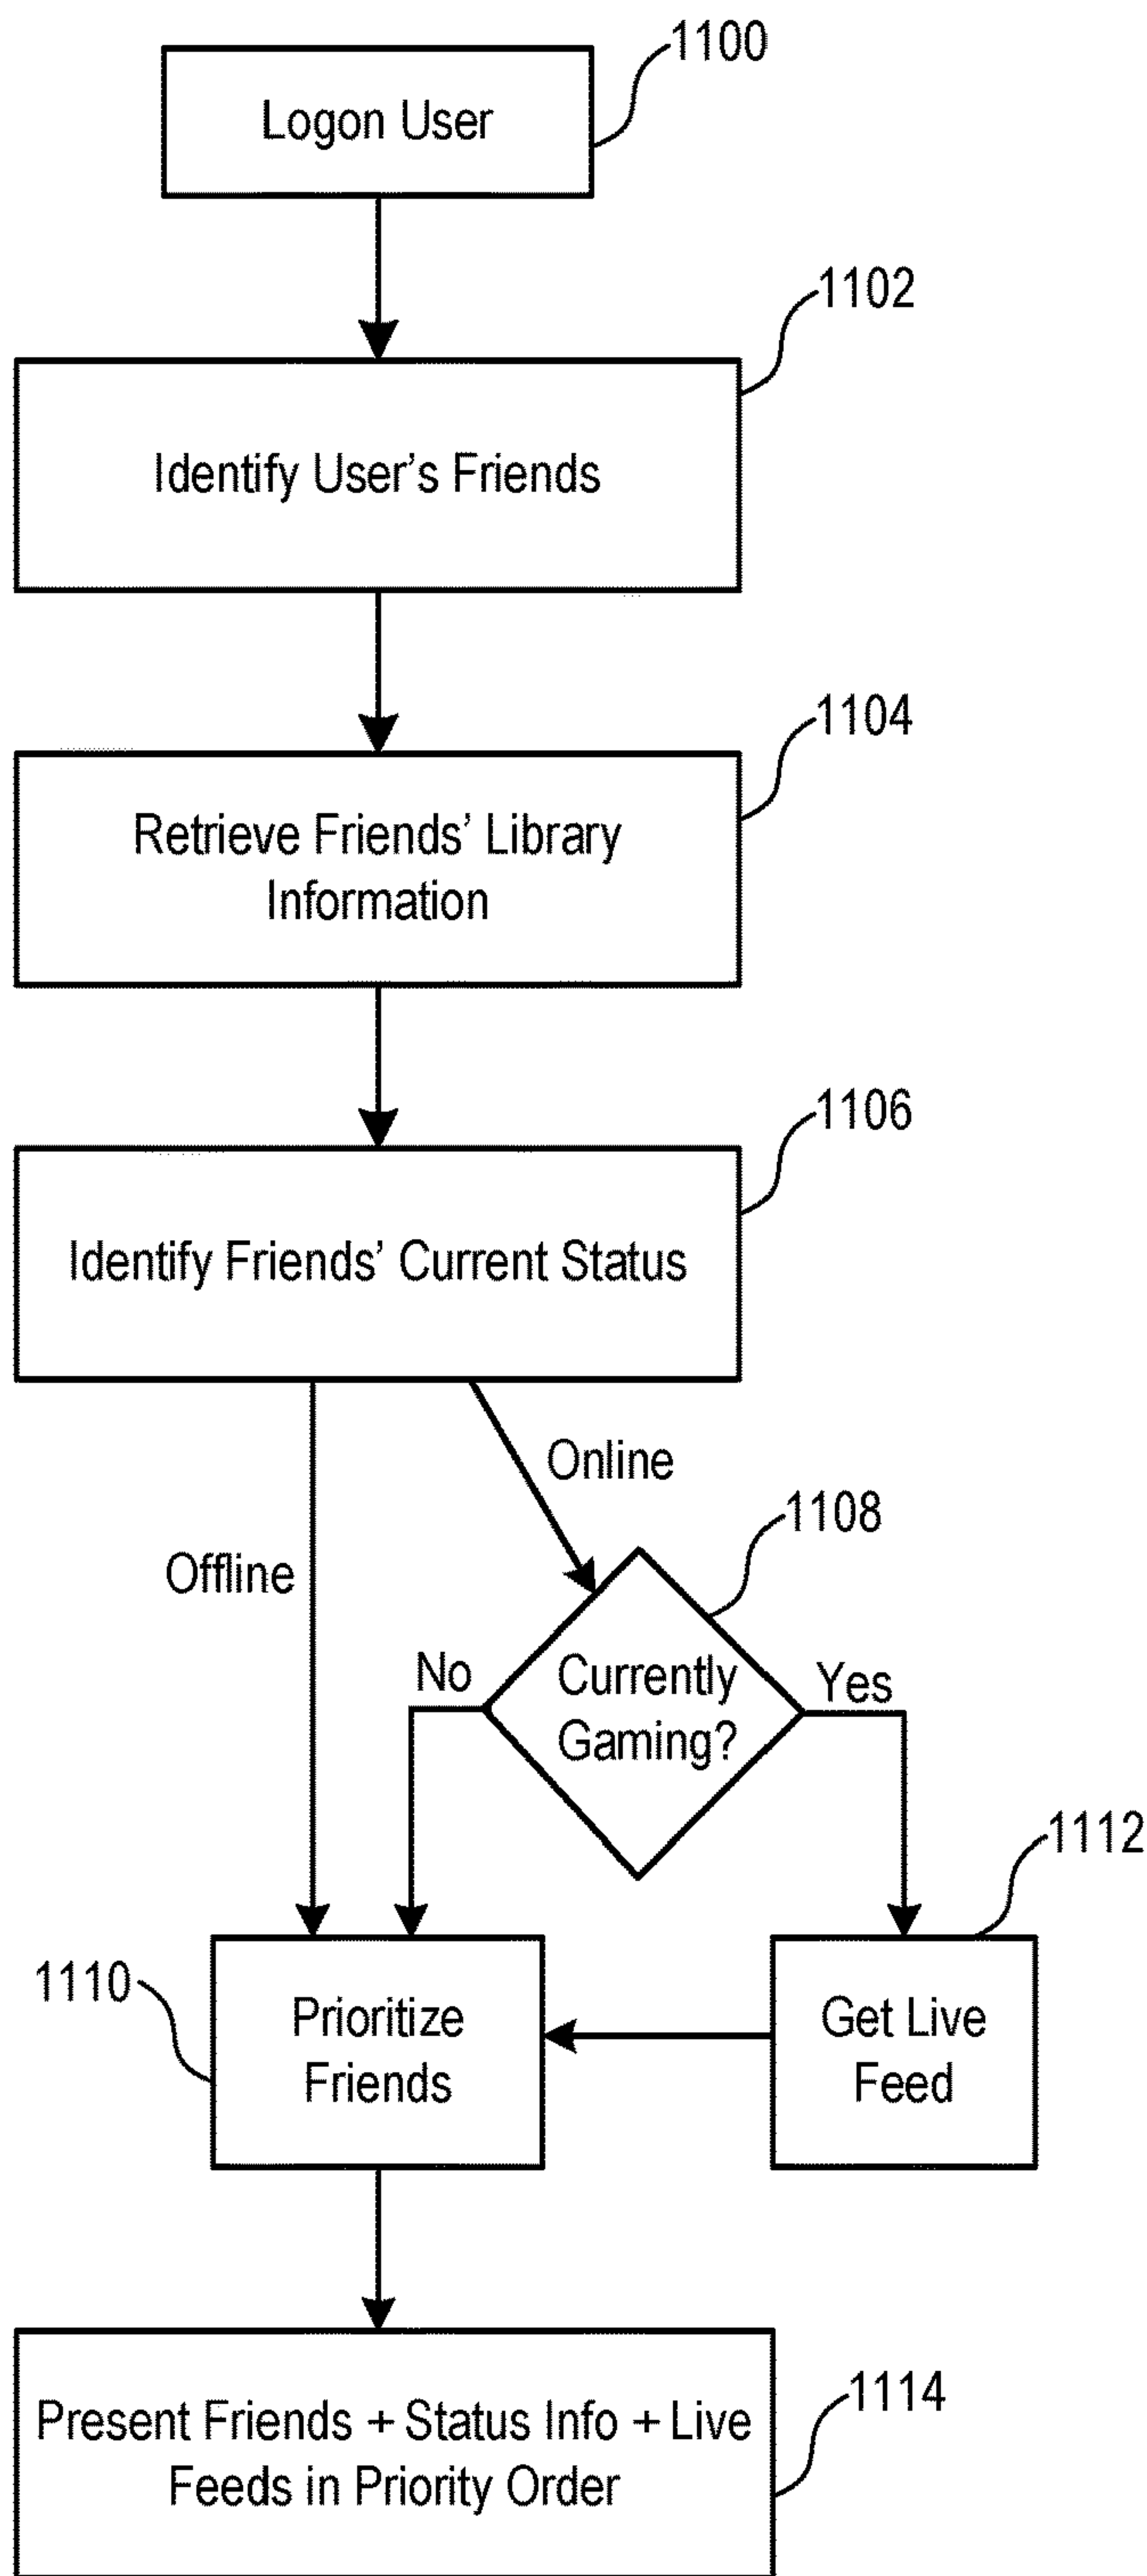 1100
Logon User
1102
Identify User’s Friends
1104
Retrieve Friends’ Library
Information
1106
Identify Friends’ Current Status
Online
1108
Offline
No
Currently
Gaming?
Yes
1112
1110
Prioritize
Friends
Get Live
Feed
1114
Present Friends + Status Info + Live
Feeds in Priority Order